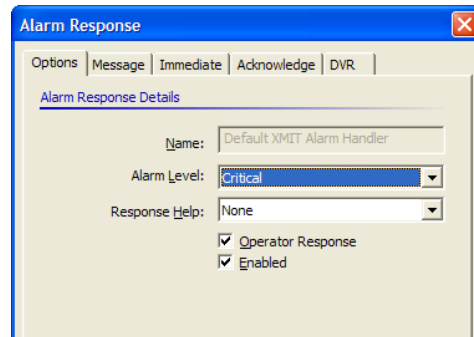 Alarm Response
Options Message Immediate Acknowledge DVR
Alarm Response Details
Name: Default XMIT Alarm Handler
Alarm Level: Critical
Response Help: None
Operator Response
Enabled